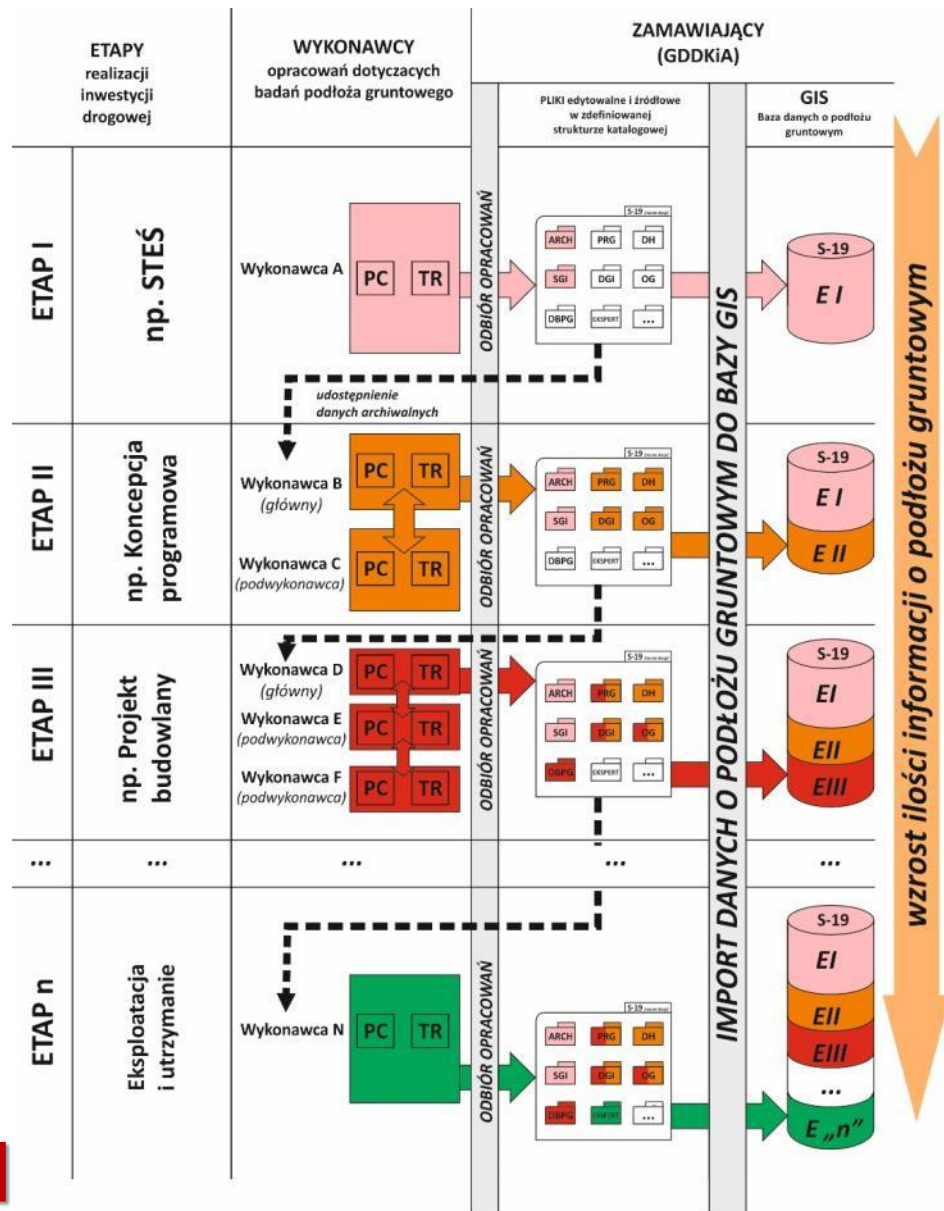 ETAPY
realizacji
inwestycji
drogowej
WYKONAWCY
opracowań dotyczacych
badań podłoża gruntowego
ZAMAWIAJĄCY
(GDDKiA)
PLIKI edytowalne i źródłowe
w zdefiniowanej
strukturze katalogowej
GIS
Baza danych o podłożu
gruntowym
ODBIÓR OPRACOWAŃ
IMPORT DANYCH O PODŁOŻU GRUNTOWYM DO BAZY GIS
wzrost ilości informacji o podłożu gruntowym
ETAP I
np. STEŚ
Wykonawca A
PC TR
S-19
ARCH PRG DH
SGI DGI OG
DBPG EKSPERT ...
S-19
E I
udostępnienie
danych archiwalnych
ETAP II
np. Koncepcja
programowa
Wykonawca B
(główny)
PC TR
Wykonawca C
(podwykonawca)
PC TR
ODBIÓR OPRACOWAŃ
S-19
ARCH PRG DH
SGI DGI OG
DBPG EKSPERT ...
S-19
E I
E II
ETAP III
np. Projekt
budowlany
Wykonawca D
(główny)
PC TR
Wykonawca E
(podwykonawca)
PC TR
Wykonawca F
(podwykonawca)
PC TR
ODBIÓR OPRACOWAŃ
S-19
ARCH PRG DH
SGI DGI OG
DBPG EKSPERT ...
S-19
EI
EII
EIII
... ... ... ... ...
ETAP n
Eksploatacja
i utrzymanie
Wykonawca N
PC TR
ODBIÓR OPRACOWAŃ
S-19
ARCH PRG DH
SGI DGI OG
DBPG EKSPERT ...
S-19
EI
EII
EIII
...
E „n”